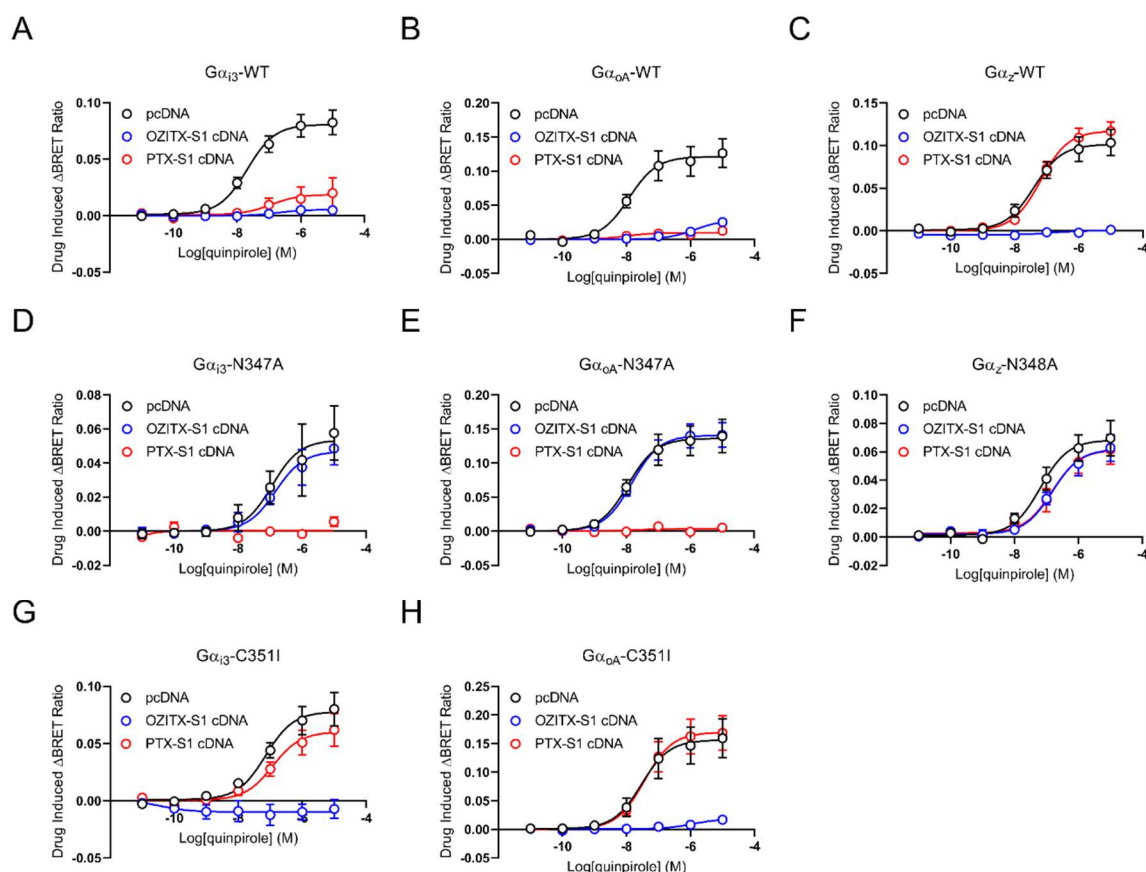 A
Gαi3-WT
Drug Induced ΔBRET Ratio
0.10
0.05
0.00
-0.05
pcDNA
OZITX-S1 cDNA
PTX-S1 cDNA
-10
-8
-6
-4
Log[quinpirole] (M)
B
GαoA-WT
Drug Induced ΔBRET Ratio
0.20
0.15
0.10
0.05
0.00
-0.05
pcDNA
OZITX-S1 cDNA
PTX-S1 cDNA
-10
-8
-6
-4
Log[quinpirole] (M)
C
Gαz-WT
Drug Induced ΔBRET Ratio
0.15
0.10
0.05
0.00
-0.05
pcDNA
OZITX-S1 cDNA
PTX-S1 cDNA
-10
-8
-6
-4
Log[quinpirole] (M)
D
Gαi3-N347A
Drug Induced ΔBRET Ratio
0.08
0.06
0.04
0.02
0.00
-0.02
pcDNA
OZITX-S1 cDNA
PTX-S1 cDNA
-10
-8
-6
-4
Log[quinpirole] (M)
E
GαoA-N347A
Drug Induced ΔBRET Ratio
0.20
0.15
0.10
0.05
0.00
-0.05
pcDNA
OZITX-S1 cDNA
PTX-S1 cDNA
-10
-8
-6
-4
Log[quinpirole] (M)
F
Gαz-N348A
Drug Induced ΔBRET Ratio
0.10
0.08
0.06
0.04
0.02
0.00
-0.02
pcDNA
OZITX-S1 cDNA
PTX-S1 cDNA
-10
-8
-6
-4
Log[quinpirole] (M)
G
Gαi3-C351I
Drug Induced ΔBRET Ratio
0.10
0.05
0.00
-0.05
pcDNA
OZITX-S1 cDNA
PTX-S1 cDNA
-10
-8
-6
-4
Log[quinpirole] (M)
H
GαoA-C351I
Drug Induced ΔBRET Ratio
0.25
0.20
0.15
0.10
0.05
0.00
-0.05
pcDNA
OZITX-S1 cDNA
PTX-S1 cDNA
-10
-8
-6
-4
Log[quinpirole] (M)